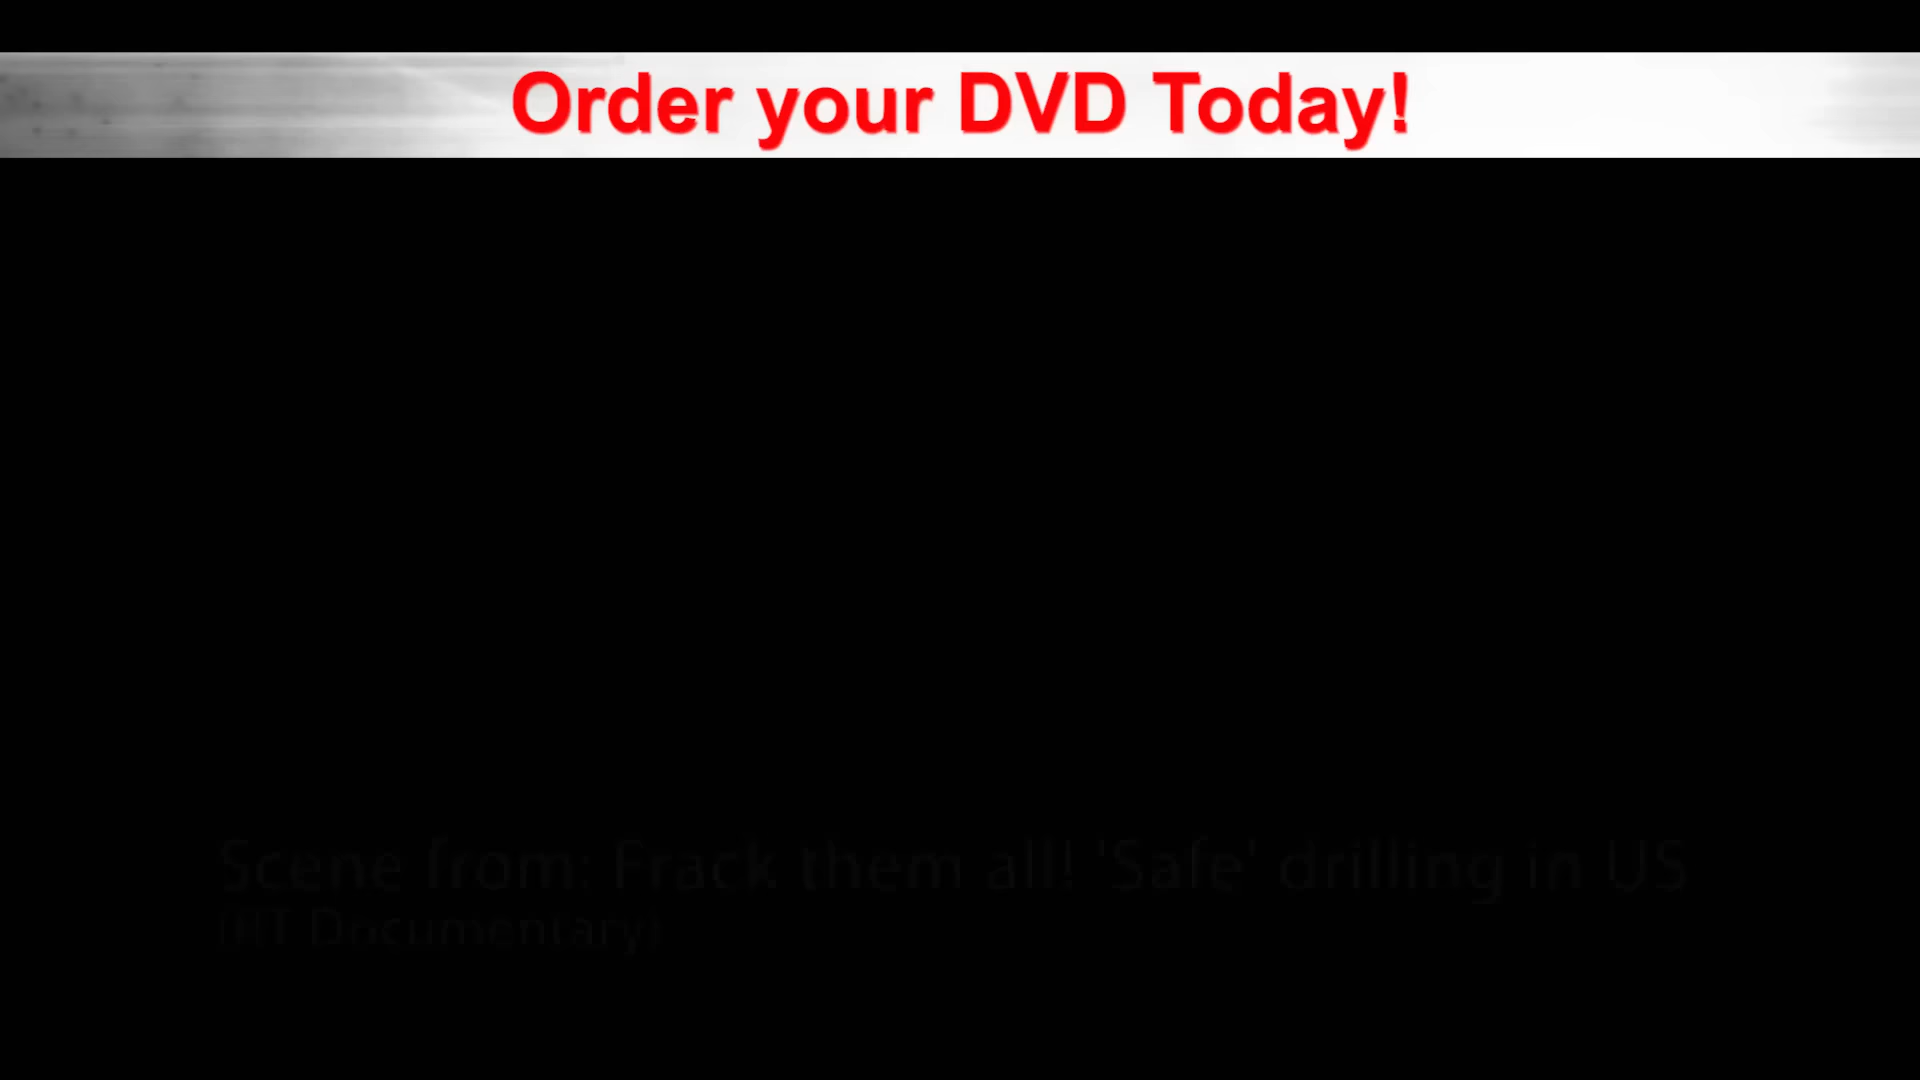 Order your DVD Today!
Scene from: Frack them all! 'Safe' drilling in US
(RT Documentary)